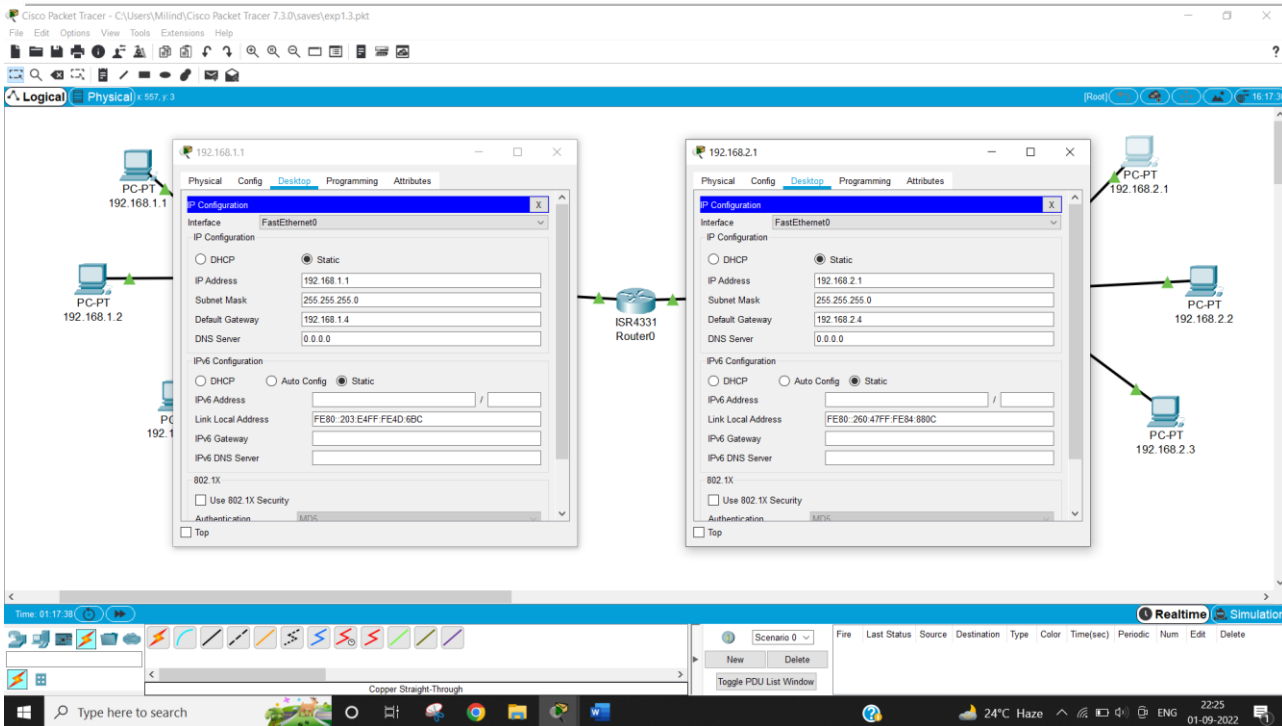 Cisco Packet Tracer - C:\Users\Milind\Cisco Packet Tracer 7.3.0\saves\exp1.3.pkt
File Edit Options View Tools Extensions Help
?
Logical Physical x: 557, y: 3 [Root] 16:17:30
192.168.1.1
Physical Config Desktop Programming Attributes
IP Configuration X
Interface FastEthernet0
IP Configuration
DHCP Static
IP Address 192.168.1.1
Subnet Mask 255.255.255.0
Default Gateway 192.168.1.4
DNS Server 0.0.0.0
IPv6 Configuration
DHCP Auto Config Static
IPv6 Address /
Link Local Address FE80::203:E4FF:FE4D:6BC
IPv6 Gateway
IPv6 DNS Server
802.1X
Use 802.1X Security
Authentication MD5
Top
192.168.2.1
Physical Config Desktop Programming Attributes
IP Configuration X
Interface FastEthernet0
IP Configuration
DHCP Static
IP Address 192.168.2.1
Subnet Mask 255.255.255.0
Default Gateway 192.168.2.4
DNS Server 0.0.0.0
IPv6 Configuration
DHCP Auto Config Static
IPv6 Address /
Link Local Address FE80::260:47FF:FE84:880C
IPv6 Gateway
IPv6 DNS Server
802.1X
Use 802.1X Security
Authentication MD5
Top
PC-PT
192.168.1.1
PC-PT
192.168.1.2
PC
192.1
ISR4331
Router0
PC-PT
192.168.2.1
PC-PT
192.168.2.2
PC-PT
192.168.2.3
Time: 01:17:38 Realtime Simulation
Scenario 0
New Delete
Toggle PDU List Window
Fire Last Status Source Destination Type Color Time(sec) Periodic Num Edit Delete
Copper Straight-Through
Type here to search
24°C Haze ENG
22:25
01-09-2022